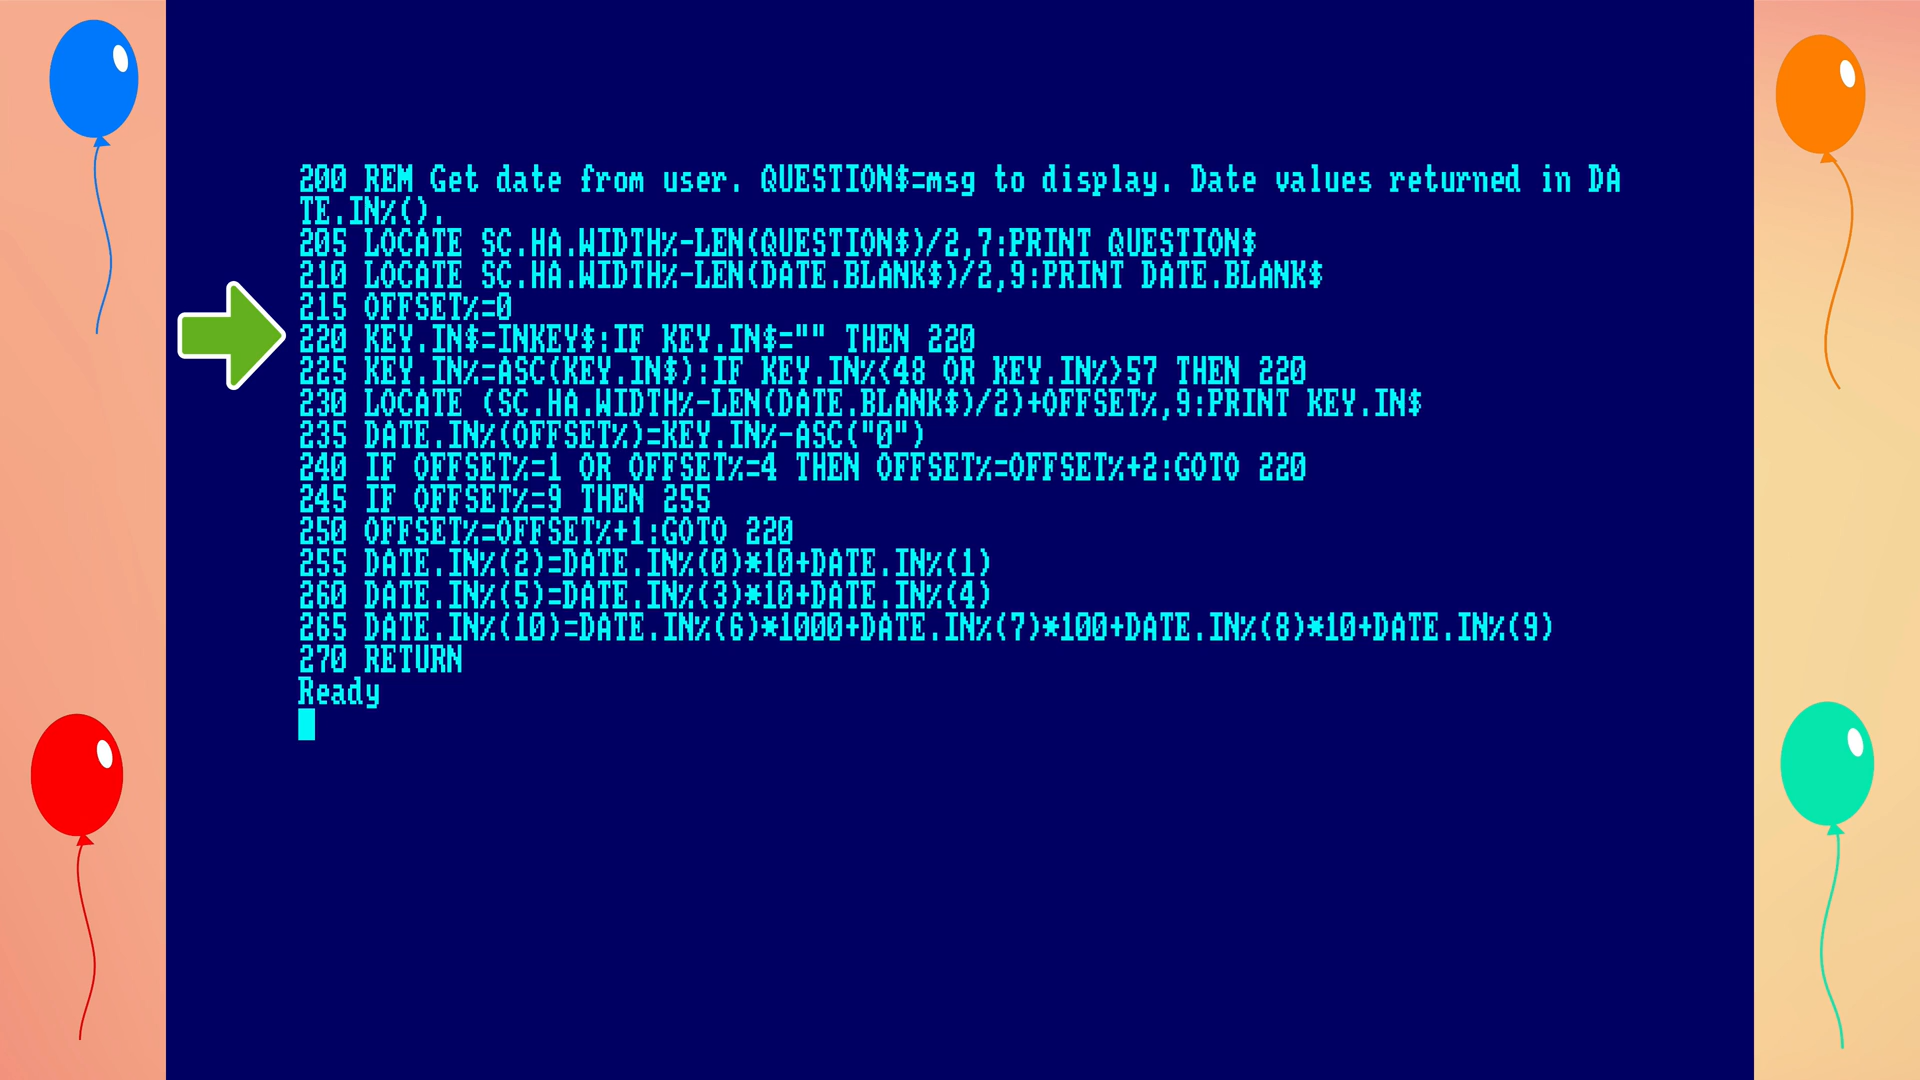 200 REM Get date from user. QUESTION$=msg to display. Date values returned in DA
TE.IN%().
205 LOCATE SC.HA.WIDTH%-LEN(QUESTION$)/2,7:PRINT QUESTION$
210 LOCATE SC.HA.WIDTH%-LEN(DATE.BLANK$)/2,9:PRINT DATE.BLANK$
215 OFFSET%=0
220 KEY.IN$=INKEY$:IF KEY.IN$="" THEN 220
225 KEY.IN%=ASC(KEY.IN$):IF KEY.IN%<48 OR KEY.IN%>57 THEN 220
230 LOCATE (SC.HA.WIDTH%-LEN(DATE.BLANK$)/2)+OFFSET%,9:PRINT KEY.IN$
235 DATE.IN%(OFFSET%)=KEY.IN%-ASC("0")
240 IF OFFSET%=1 OR OFFSET%=4 THEN OFFSET%=OFFSET%+2:GOTO 220
245 IF OFFSET%=9 THEN 255
250 OFFSET%=OFFSET%+1:GOTO 220
255 DATE.IN%(2)=DATE.IN%(0)*10+DATE.IN%(1)
260 DATE.IN%(5)=DATE.IN%(3)*10+DATE.IN%(4)
265 DATE.IN%(10)=DATE.IN%(6)*1000+DATE.IN%(7)*100+DATE.IN%(8)*10+DATE.IN%(9)
270 RETURN
Ready